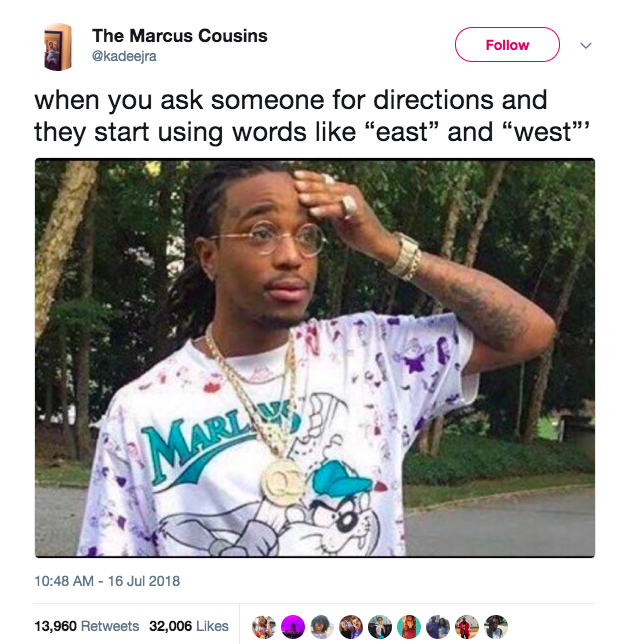 The Marcus Cousins
@kadeejra
Follow
when you ask someone for directions and
they start using words like “east” and “west”’
MARLINS
10:48 AM - 16 Jul 2018
13,960 Retweets 32,006 Likes